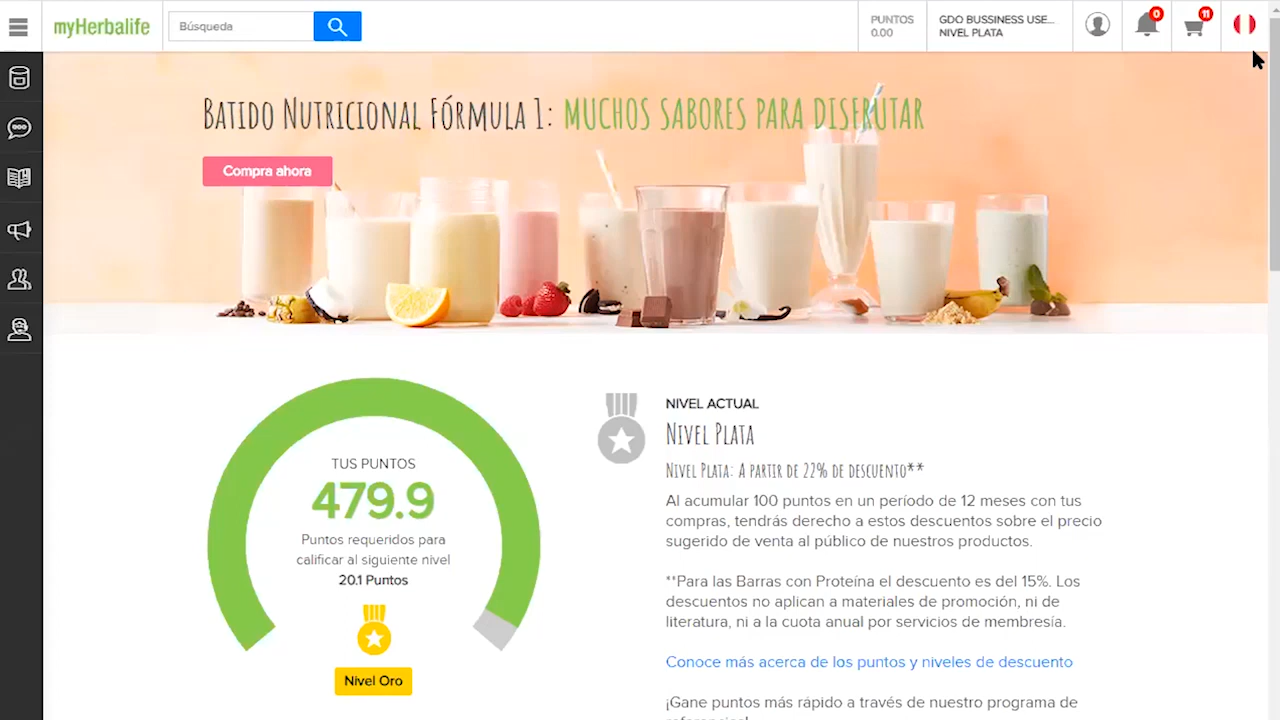 myHerbalife
Búsqueda
PUNTOS
0.00
GDO BUSSINESS USE...
NIVEL PLATA
0
11
BATIDO NUTRICIONAL FÓRMULA 1: MUCHOS SABORES PARA DISFRUTAR
Compra ahora
TUS PUNTOS
479.9
Puntos requeridos para
calificar al siguiente nivel
20.1 Puntos
Nivel Oro
NIVEL ACTUAL
NIVEL PLATA
NIVEL PLATA: A PARTIR DE 22% DE DESCUENTO**
Al acumular 100 puntos en un período de 12 meses con tus
compras, tendrás derecho a estos descuentos sobre el precio
sugerido de venta al público de nuestros productos.
**Para las Barras con Proteína el descuento es del 15%. Los
descuentos no aplican a materiales de promoción, ni de
literatura, ni a la cuota anual por servicios de membresía.
Conoce más acerca de los puntos y niveles de descuento
¡Gane puntos más rápido a través de nuestro programa de